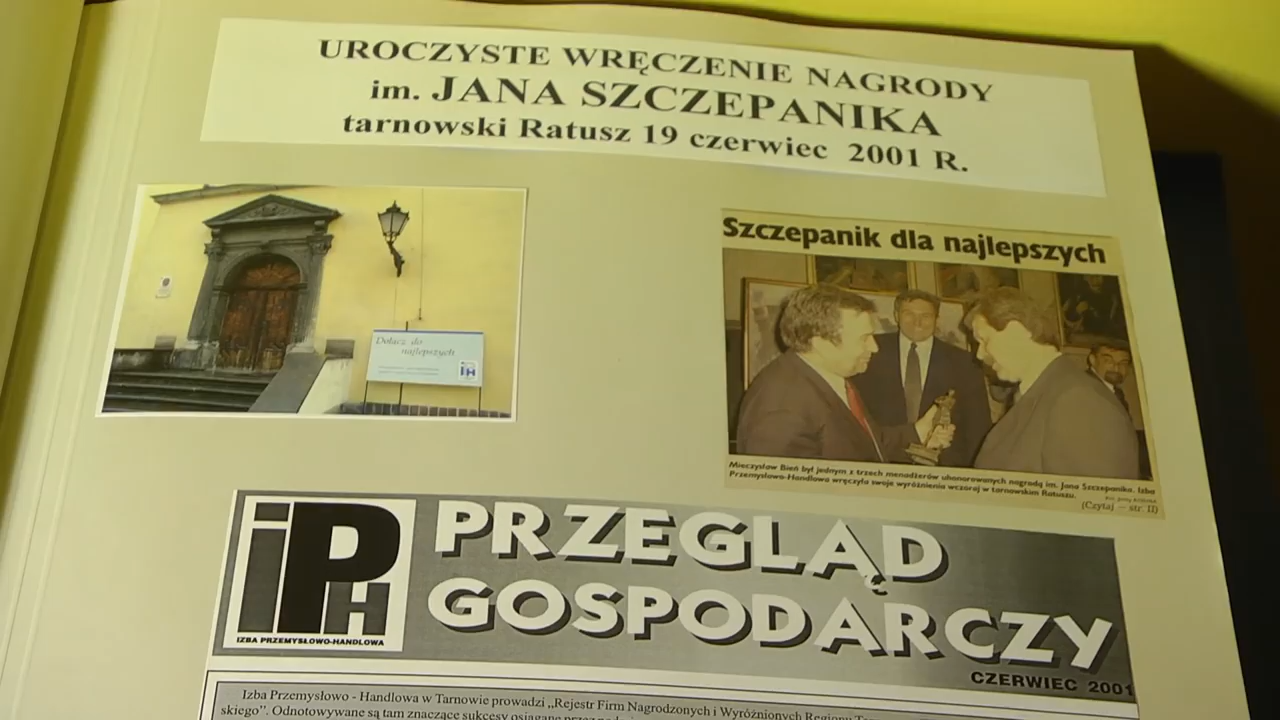 UROCZYSTE WRĘCZENIE NAGRODY
im. JANA SZCZEPANIKA
tarnowski Ratusz 19 czerwiec 2001 R.
Dołącz do
najlepszych
iPH
Szczepanik dla najlepszych
Mieczysław Bień był jednym z trzech menadżerów uhonorowanych nagrodą im. Jana Szczepanika. Izba
Przemysłowo-Handlowa wręczyła swoje wyróżnienia wczoraj w tarnowskim Ratuszu.
(Czytaj — str. II)
iPH
IZBA PRZEMYSŁOWO-HANDLOWA
PRZEGLĄD
GOSPODARCZY
CZERWIEC 2001
Izba Przemysłowo - Handlowa w Tarnowie prowadzi „Rejestr Firm Nagrodzonych i Wyróżnionych Regionu
skiego”. Odnotowywane są tam znaczące sukcesy osiągane przez